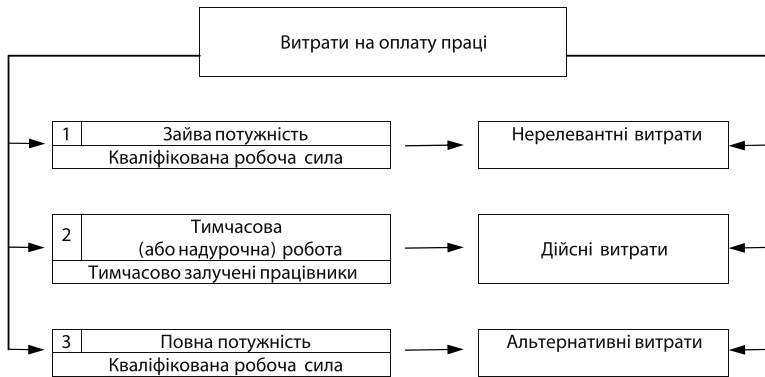 Витрати на оплату праці
1 Зайва потужність
Кваліфікована робоча сила
Нерелевантні витрати
2 Тимчасова
(або надурочна) робота
Тимчасово залучені працівники
Дійсні витрати
3 Повна потужність
Кваліфікована робоча сила
Альтернативні витрати